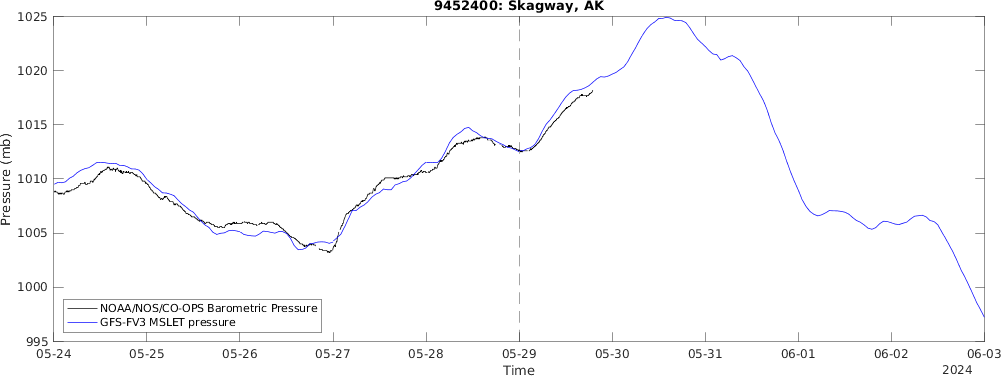 9452400: Skagway, AK
Pressure (mb)
1025
1020
1015
1010
1005
1000
995
NOAA/NOS/CO-OPS Barometric Pressure
GFS-FV3 MSLET pressure
05-24 05-25 05-26 05-27 05-28 05-29 05-30 05-31 06-01 06-02 06-03
Time
2024